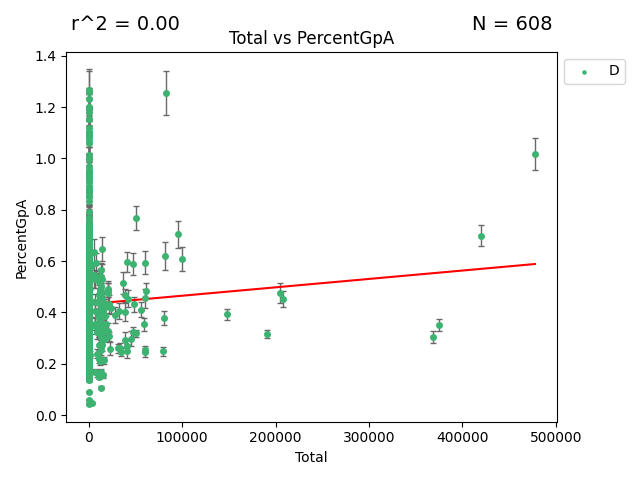 r^2 = 0.00
N = 608
Total vs PercentGpA
D
1.4
1.2
1.0
0.8
0.6
0.4
0.2
0.0
PercentGpA
0 100000 200000 300000 400000 500000
Total